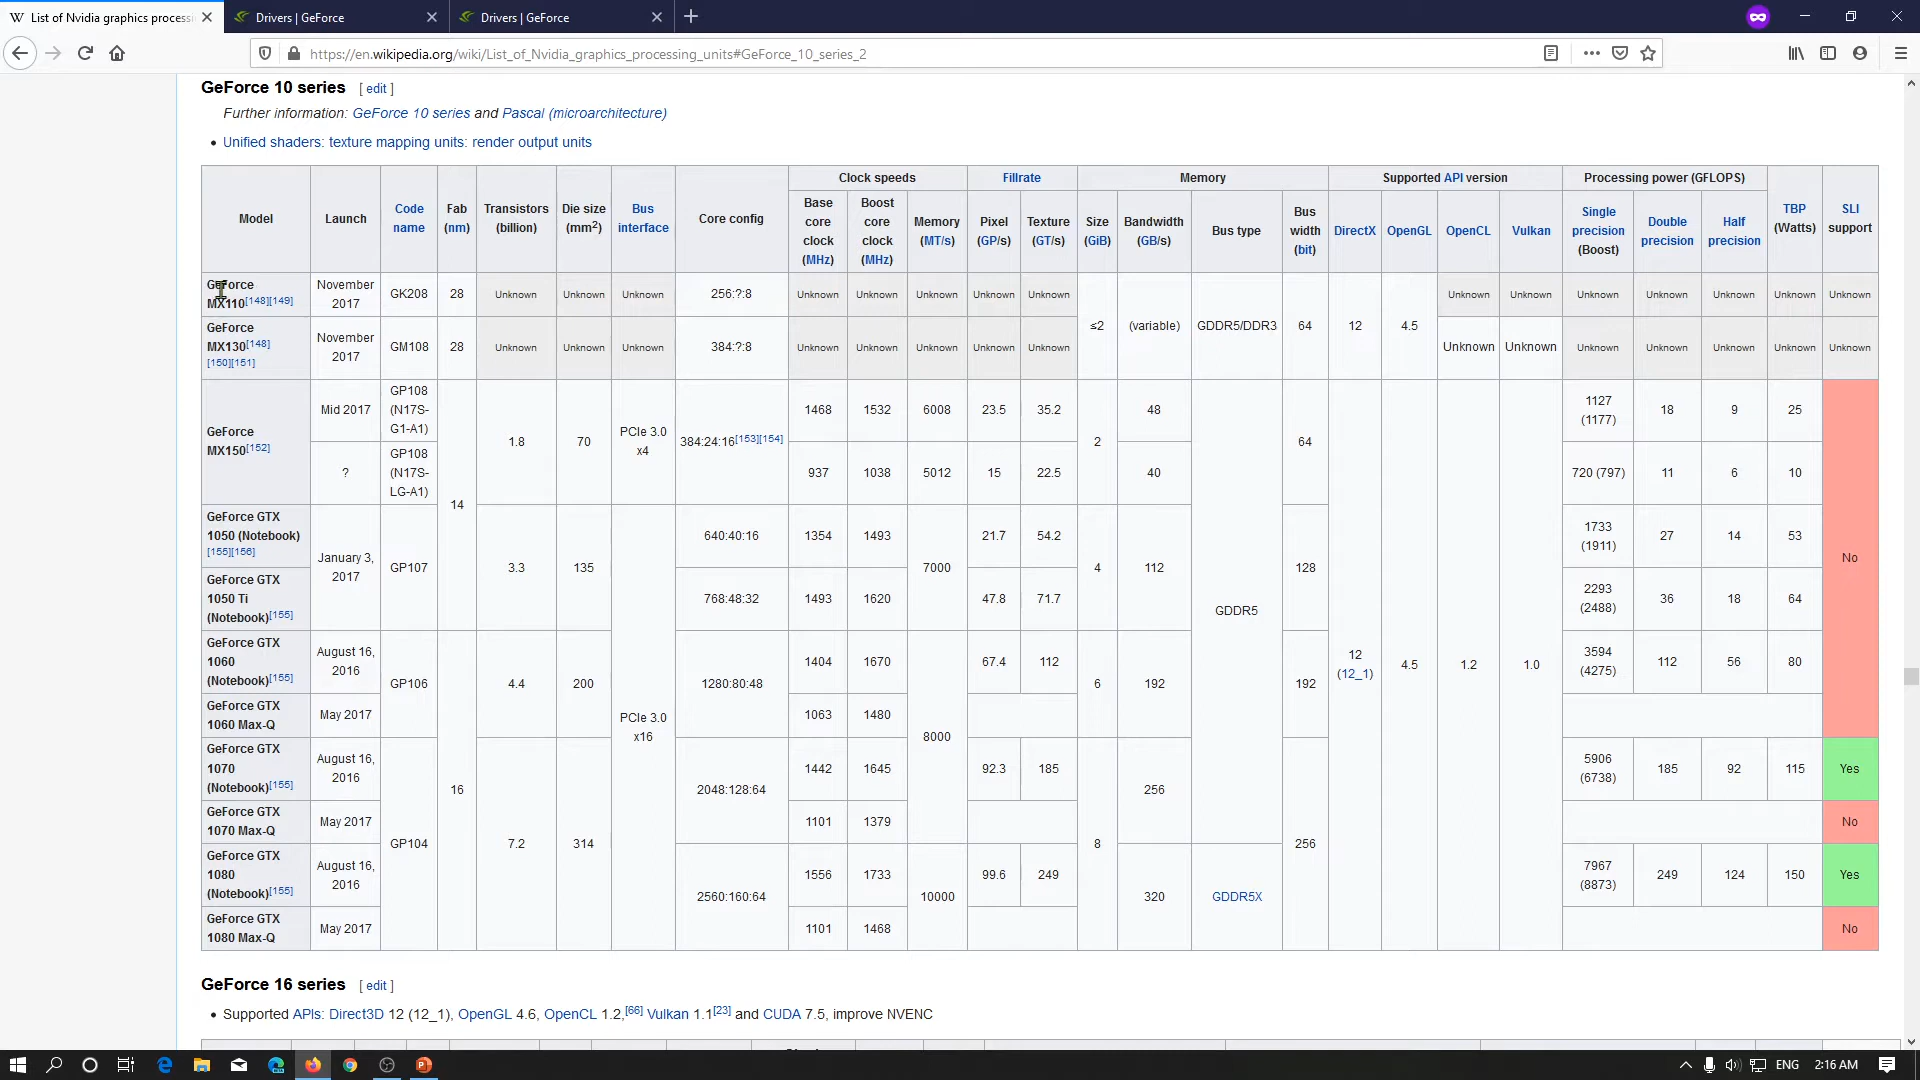 List of Nvidia graphics processi
Drivers | GeForce
Drivers | GeForce
https://en.wikipedia.org/wiki/List_of_Nvidia_graphics_processing_units#GeForce_10_series_2
GeForce 10 series [ edit ]
Further information: GeForce 10 series and Pascal (microarchitecture)
• Unified shaders: texture mapping units: render output units
Model Launch Code name Fab (nm) Transistors (billion) Die size (mm2) Bus interface Core config Clock speeds Fillrate Memory Supported API version Processing power (GFLOPS) TBP (Watts) SLI support
Base core clock (MHz) Boost core clock (MHz) Memory (MT/s) Pixel (GP/s) Texture (GT/s) Size (GiB) Bandwidth (GB/s) Bus type Bus width (bit) DirectX OpenGL OpenCL Vulkan Single precision (Boost) Double precision Half precision
GeForce MX110[148][149] November 2017 GK208 28 Unknown Unknown Unknown 256:?:8 Unknown Unknown Unknown Unknown Unknown ≤2 (variable) GDDR5/DDR3 64 12 4.5 Unknown Unknown Unknown Unknown Unknown Unknown Unknown
GeForce MX130[148][150][151] November 2017 GM108 28 Unknown Unknown Unknown 384:?:8 Unknown Unknown Unknown Unknown Unknown Unknown Unknown Unknown Unknown Unknown Unknown Unknown
GeForce MX150[152] Mid 2017 GP108 (N17S-G1-A1) 14 1.8 70 PCIe 3.0 x4 384:24:16[153][154] 1468 1532 6008 23.5 35.2 2 48 GDDR5 64 12 (12_1) 4.5 1.2 1.0 1127 (1177) 18 9 25 No
? GP108 (N17S-LG-A1) 937 1038 5012 15 22.5 40 720 (797) 11 6 10
GeForce GTX 1050 (Notebook)[155][156] January 3, 2017 GP107 3.3 135 PCIe 3.0 x16 640:40:16 1354 1493 7000 21.7 54.2 4 112 128 1733 (1911) 27 14 53
GeForce GTX 1050 Ti (Notebook)[155] 768:48:32 1493 1620 47.8 71.7 2293 (2488) 36 18 64
GeForce GTX 1060 (Notebook)[155] August 16, 2016 GP106 16 4.4 200 1280:80:48 1404 1670 8000 67.4 112 6 192 192 3594 (4275) 112 56 80
GeForce GTX 1060 Max-Q May 2017 1063 1480
GeForce GTX 1070 (Notebook)[155] August 16, 2016 GP104 7.2 314 2048:128:64 1442 1645 92.3 185 8 256 256 5906 (6738) 185 92 115 Yes
GeForce GTX 1070 Max-Q May 2017 1101 1379 No
GeForce GTX 1080 (Notebook)[155] August 16, 2016 2560:160:64 1556 1733 10000 99.6 249 320 GDDR5X 7967 (8873) 249 124 150 Yes
GeForce GTX 1080 Max-Q May 2017 1101 1468 No
GeForce 16 series [ edit ]
• Supported APIs: Direct3D 12 (12_1), OpenGL 4.6, OpenCL 1.2,[66] Vulkan 1.1[23] and CUDA 7.5, improve NVENC
ENG 2:16 AM